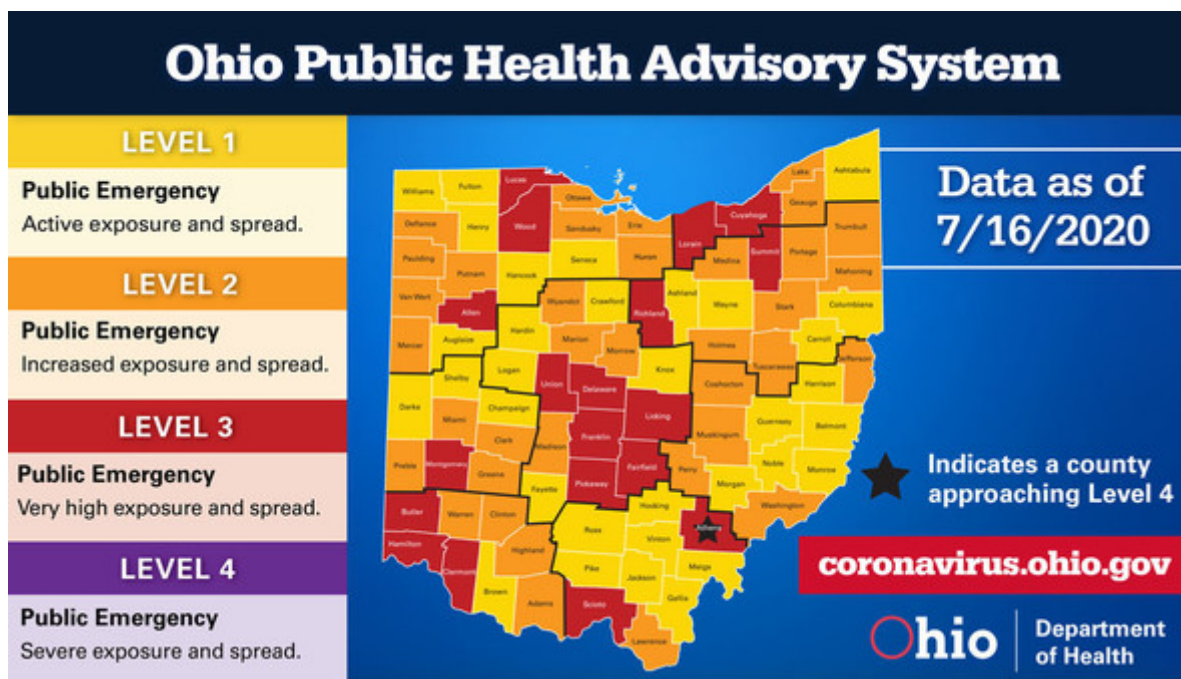 Ohio Public Health Advisory System
LEVEL 1
Public Emergency
Active exposure and spread.
LEVEL 2
Public Emergency
Increased exposure and spread.
LEVEL 3
Public Emergency
Very high exposure and spread.
LEVEL 4
Public Emergency
Severe exposure and spread.
Williams
Fulton
Lucas
Ottawa
Lake
Ashtabula
Geauga
Cuyahoga
Defiance
Henry
Wood
Sandusky
Erie
Lorain
Trumbull
Paulding
Putnam
Hancock
Seneca
Huron
Medina
Summit
Portage
Mahoning
Van Wert
Allen
Wyandot
Crawford
Richland
Ashland
Wayne
Stark
Columbiana
Mercer
Auglaize
Hardin
Marion
Morrow
Holmes
Tuscarawas
Carroll
Jefferson
Shelby
Logan
Union
Delaware
Knox
Coshocton
Harrison
Darke
Miami
Champaign
Clark
Madison
Franklin
Licking
Muskingum
Guernsey
Belmont
Preble
Montgomery
Greene
Fayette
Pickaway
Fairfield
Perry
Morgan
Noble
Monroe
Butler
Warren
Clinton
Ross
Hocking
Athens
Washington
Hamilton
Clermont
Highland
Pike
Vinton
Meigs
Brown
Adams
Scioto
Jackson
Gallia
Lawrence
Data as of
7/16/2020
Indicates a county
approaching Level 4
coronavirus.ohio.gov
Ohio
Department
of Health